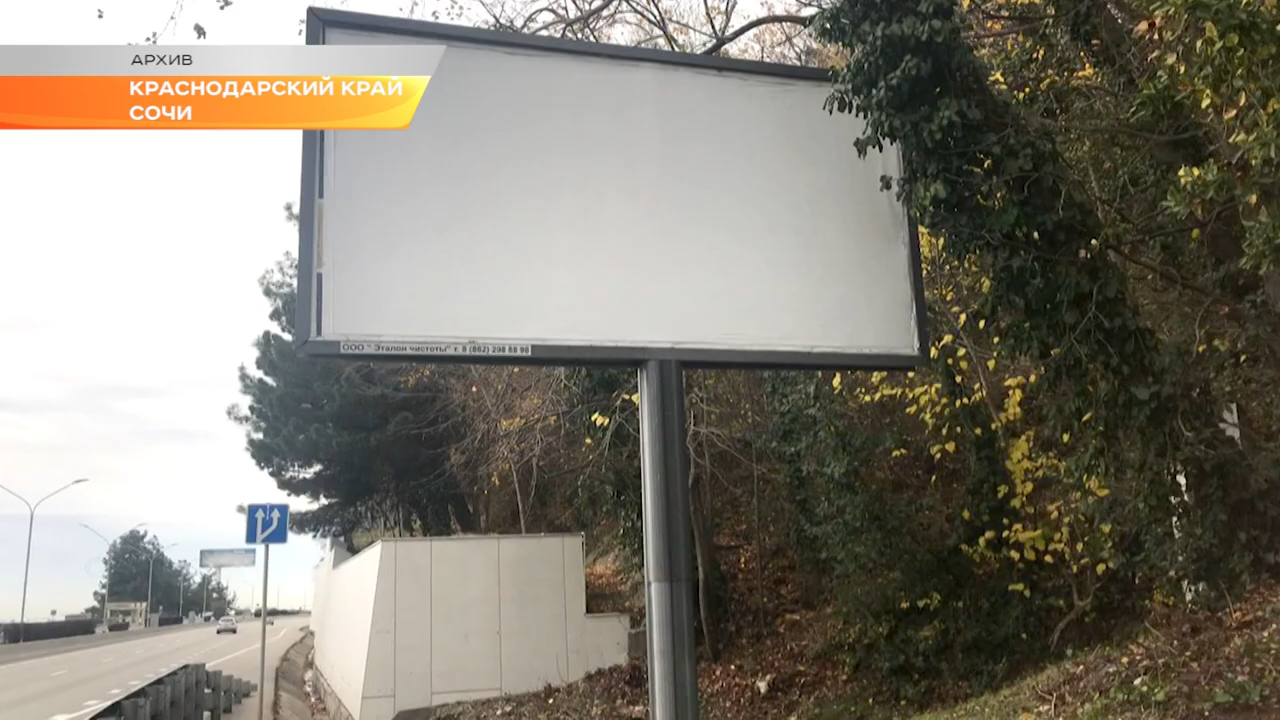 АРХИВ
КРАСНОДАРСКИЙ КРАЙ
СОЧИ
ООО "Эталон чистоты" т. 8 (862) 298 88 98